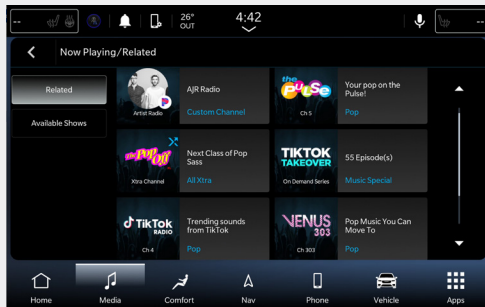 --
26°
OUT
4:42
--
Now Playing/Related
Related
Available Shows
Artist Radio
AJR Radio
Custom Channel
the
Pulse
Ch 5
Your pop on the
Pulse!
Pop
The Pop Off
Xtra Channel
Next Class of Pop
Sass
All Xtra
TIKTOK
TAKEOVER
On Demand Series
55 Episode(s)
Music Special
TikTok
RADIO
Ch 4
Trending sounds
from TikTok
Pop
VENUS
303
Ch 303
Pop Music You Can
Move To
Pop
Home
Media
Comfort
Nav
Phone
Vehicle
Apps